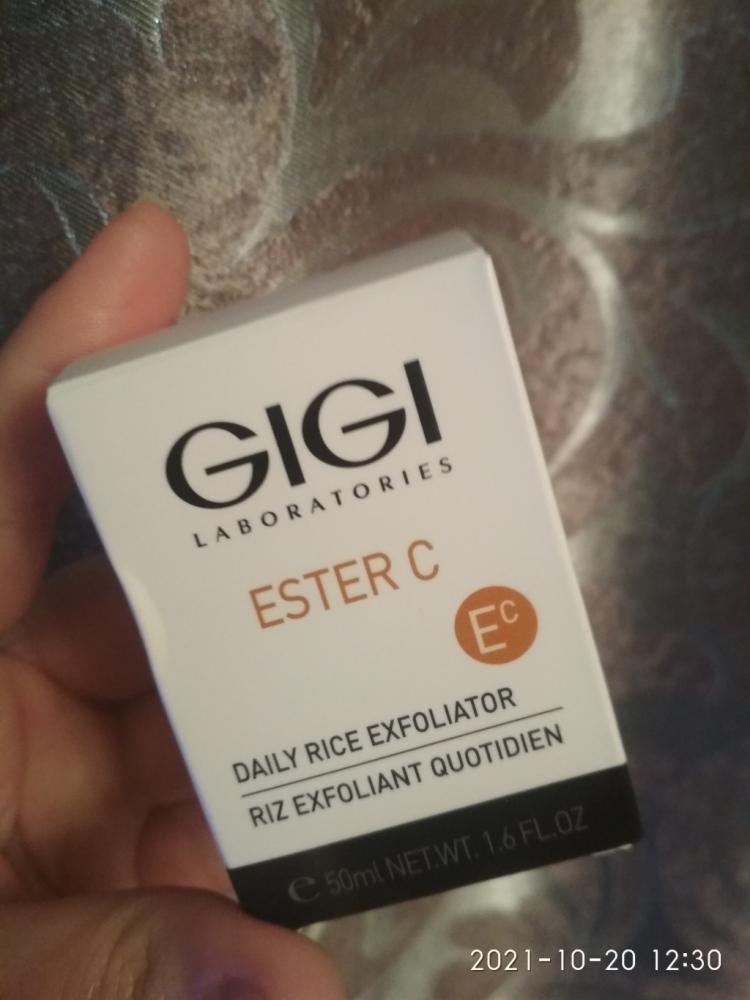 GIGI
LABORATORIES
ESTER C
EC
DAILY RICE EXFOLIATOR
RIZ EXFOLIANT QUOTIDIEN
e 50ml NET.WT. 1.6 FL.OZ
2021-10-20 12:30